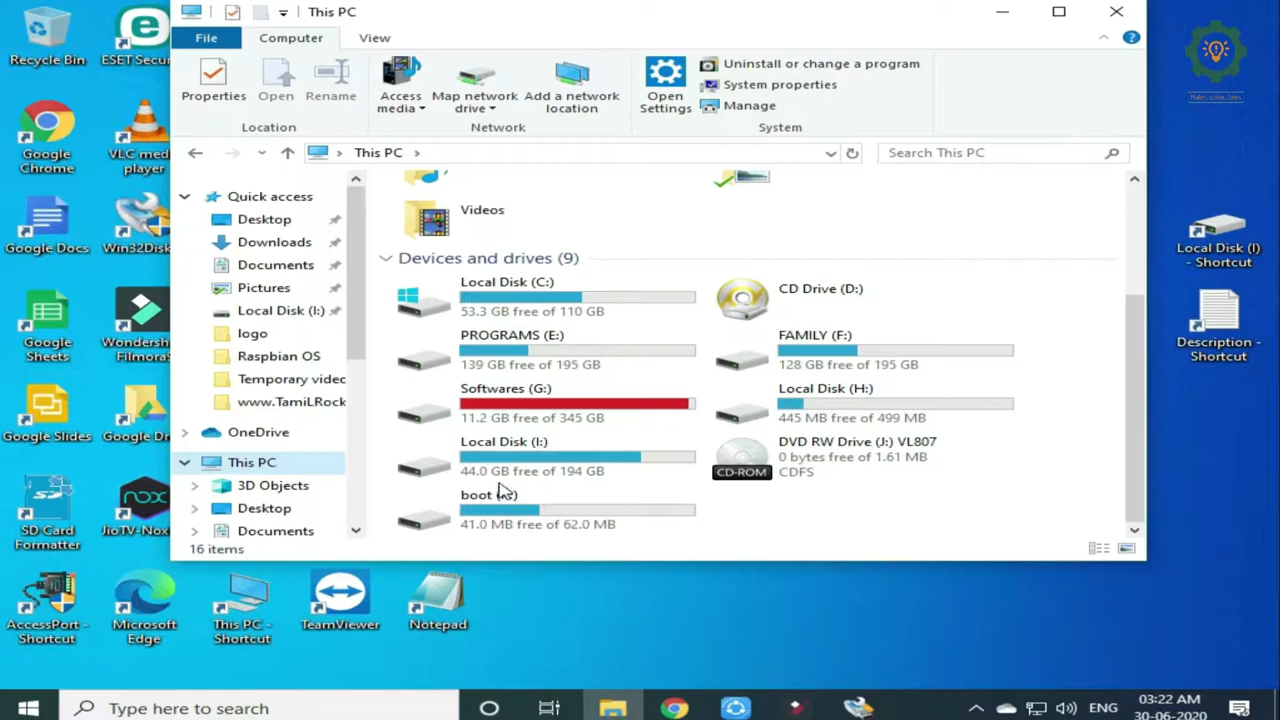 This PC
Recycle Bin
ESET Secur
File
Computer
View
Properties
Open
Rename
Access media
Map network drive
Add a network location
Open Settings
Uninstall or change a program
System properties
Manage
Location
Network
System
Google Chrome
VLC med player
This PC
Search This PC
Quick access
Desktop
Downloads
Documents
Pictures
Local Disk (I:)
logo
Raspbian OS
Temporary videc
www.TamiLRock
OneDrive
This PC
3D Objects
Desktop
Documents
Videos
Devices and drives (9)
Local Disk (C:)
53.3 GB free of 110 GB
CD Drive (D:)
PROGRAMS (E:)
139 GB free of 195 GB
FAMILY (F:)
128 GB free of 195 GB
Softwares (G:)
11.2 GB free of 345 GB
Local Disk (H:)
445 MB free of 499 MB
Local Disk (I:)
44.0 GB free of 194 GB
DVD RW Drive (J:) VL807
0 bytes free of 1.61 MB
CDFS
CD-ROM
boot
41.0 MB free of 62.0 MB
16 items
Google Docs
Win32Disk
Google Sheets
Wondersh Filmora9
Google Slides
Google Dr
SD Card Formatter
JioTV-Nox
AccessPort - Shortcut
Microsoft Edge
This PC - Shortcut
TeamViewer
Notepad
Local Disk (I) - Shortcut
Description - Shortcut
Type here to search
ENG
03:22 AM
30-06-2020